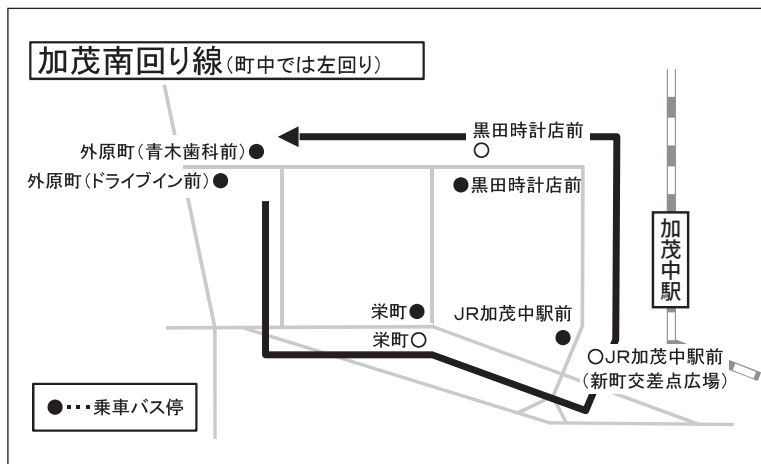 加茂南回り線(町中では左回り)
黒田時計店前
外原町(青木歯科前)
外原町(ドライブイン前)
黒田時計店前
加茂中駅
栄町
JR加茂中駅前
栄町
JR加茂中駅前
(新町交差点広場)
●･･･乗車バス停